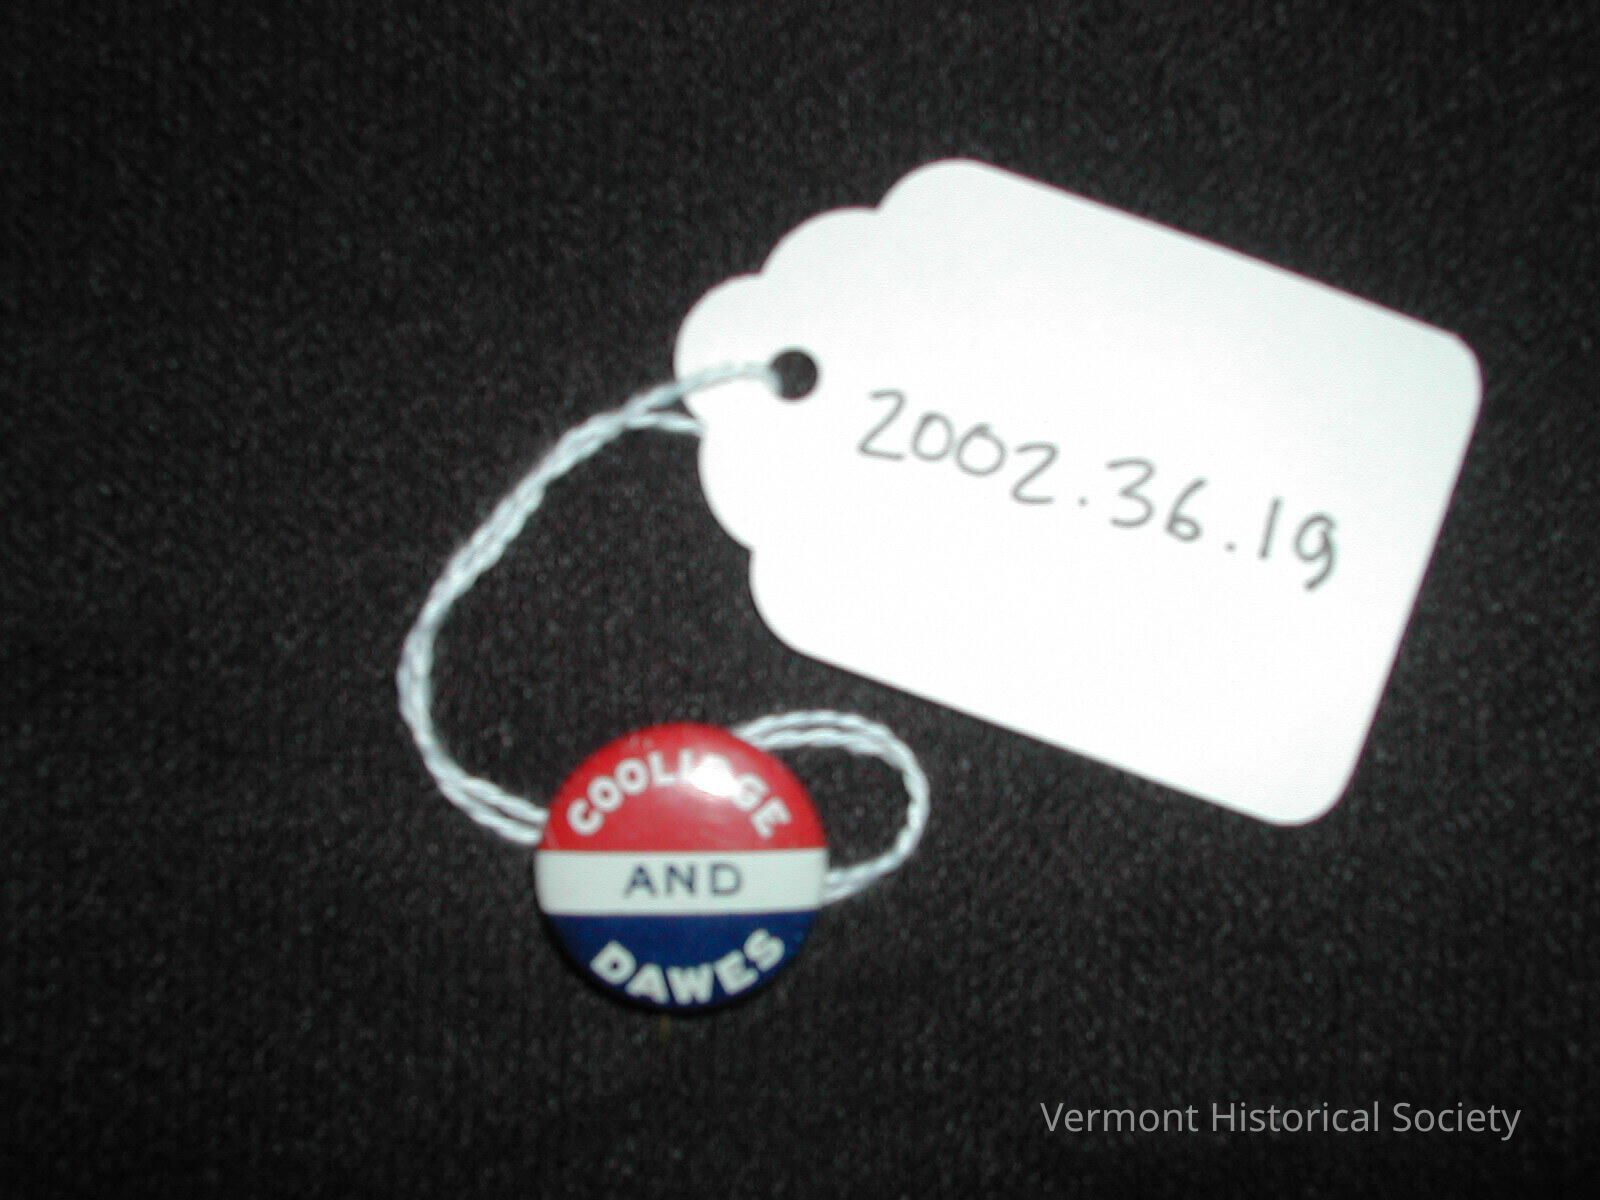 2002.36.19
COOLIDGE
AND
DAWES
Vermont Historical Society